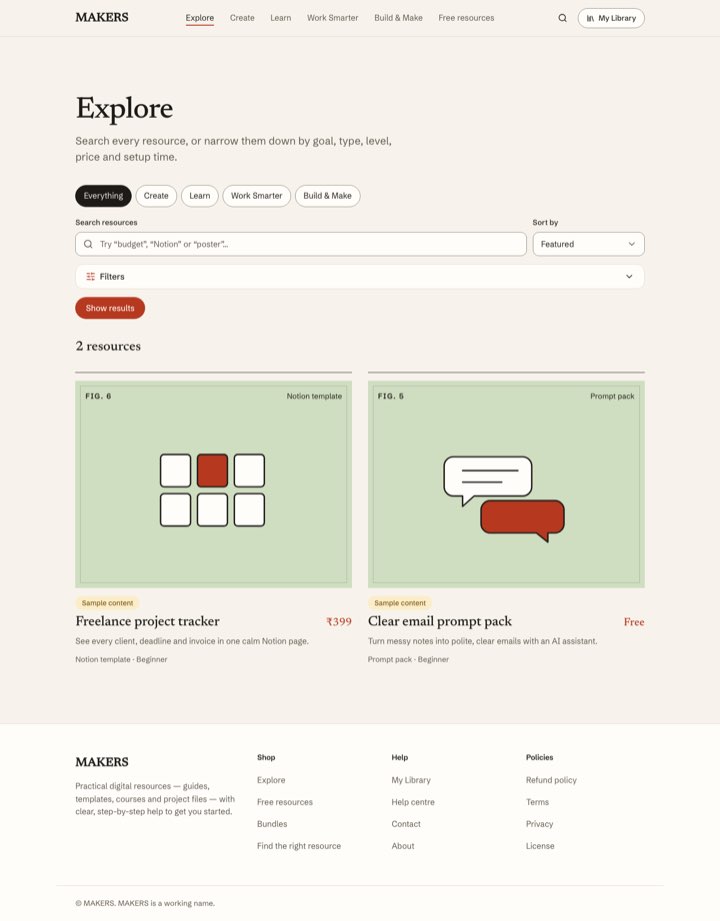 MAKERS
Explore
Create
Learn
Work Smarter
Build & Make
Free resources
My Library
Explore
Search every resource, or narrow them down by goal, type, level,
price and setup time.
Everything
Create
Learn
Work Smarter
Build & Make
Search resources
Sort by
Try “budget”, “Notion” or “poster”...
Featured
Filters
Show results
2 resources
FIG. 6
Notion template
FIG. 5
Prompt pack
Sample content
Freelance project tracker
₹399
See every client, deadline and invoice in one calm Notion page.
Notion template · Beginner
Sample content
Clear email prompt pack
Free
Turn messy notes into polite, clear emails with an AI assistant.
Prompt pack · Beginner
MAKERS
Practical digital resources — guides,
templates, courses and project files — with
clear, step-by-step help to get you started.
Shop
Explore
Free resources
Bundles
Find the right resource
Help
My Library
Help centre
Contact
About
Policies
Refund policy
Terms
Privacy
License
© MAKERS. MAKERS is a working name.